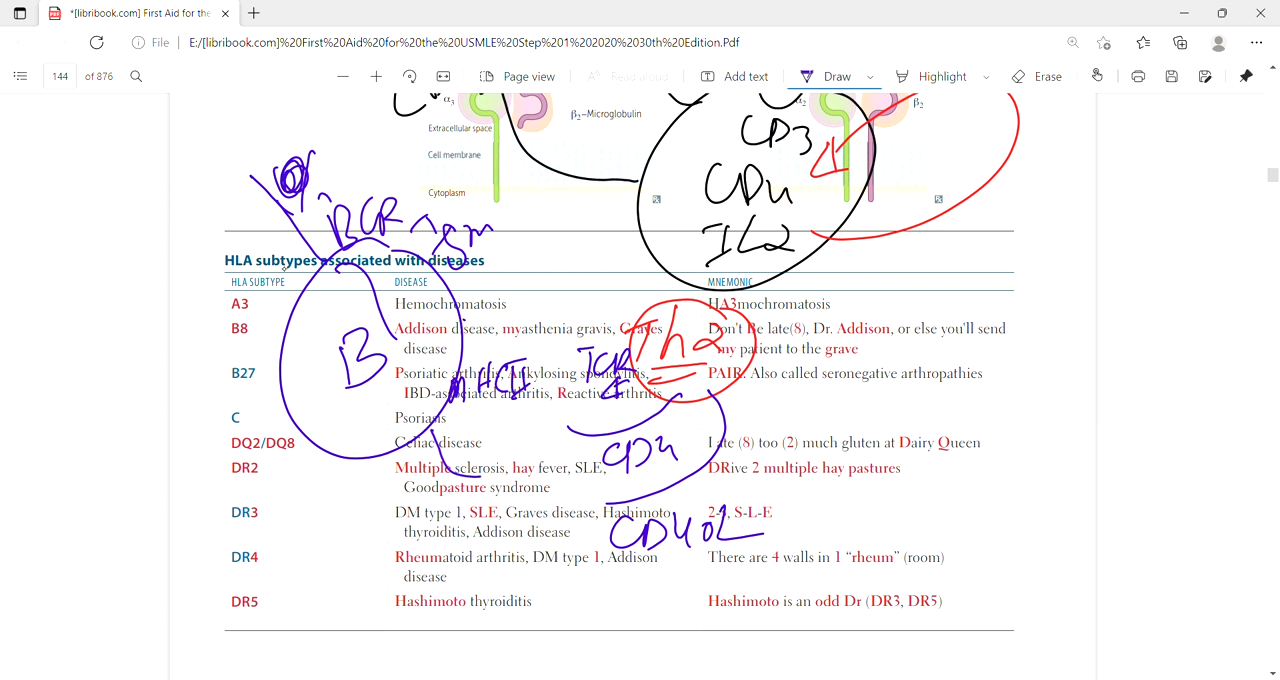 *[libribook.com] First Aid for the
File E:/[libribook.com]%20First%20Aid%20for%20the%20USMLE%20Step%201%202020%2030th%20Edition.Pdf
144 of 876 Page view Read aloud Add text Draw Highlight Erase
α3 β2–Microglobulin α2 β2
Extracellular space
Cell membrane
Cytoplasm
CD3
CD4
IL2
BCR IgM
HLA subtypes associated with diseases
HLA SUBTYPE DISEASE MNEMONIC
A3 Hemochromatosis HA3mochromatosis
B8 Addison disease, myasthenia gravis, Graves disease Don't Be late(8), Dr. Addison, or else you'll send my patient to the grave
B27 Psoriatic arthritis, Ankylosing spondylitis, IBD-associated arthritis, Reactive arthritis PAIR. Also called seronegative arthropathies
C Psoriasis
DQ2/DQ8 Celiac disease I ate (8) too (2) much gluten at Dairy Queen
DR2 Multiple sclerosis, hay fever, SLE, Goodpasture syndrome DRive 2 multiple hay pastures
DR3 DM type 1, SLE, Graves disease, Hashimoto thyroiditis, Addison disease 2-3, S-L-E
DR4 Rheumatoid arthritis, DM type 1, Addison disease There are 4 walls in 1 “rheum” (room)
DR5 Hashimoto thyroiditis Hashimoto is an odd Dr (DR3, DR5)
B
MHCII
TCR
Th2
CD4
CD40L